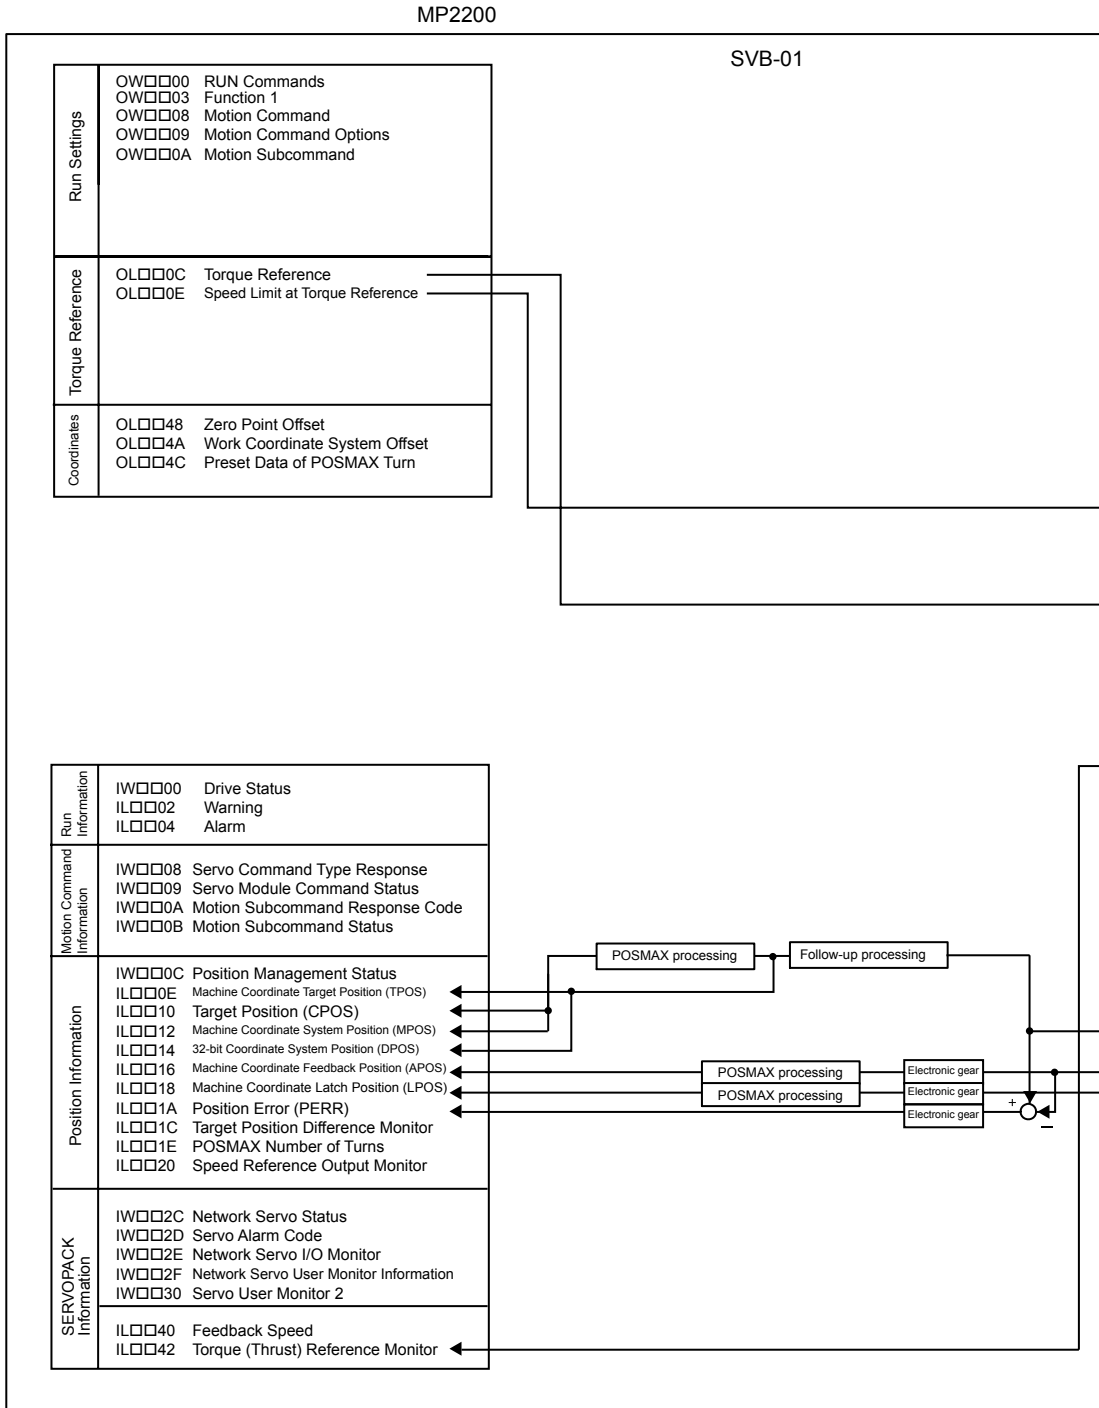 MP2200
SVB-01
Run Settings
OW□□00 RUN Commands
OW□□03 Function 1
OW□□08 Motion Command
OW□□09 Motion Command Options
OW□□0A Motion Subcommand
Torque Reference
OL□□0C Torque Reference
OL□□0E Speed Limit at Torque Reference
Coordinates
OL□□48 Zero Point Offset
OL□□4A Work Coordinate System Offset
OL□□4C Preset Data of POSMAX Turn
Run
Information
IW□□00 Drive Status
IL□□02 Warning
IL□□04 Alarm
Motion Command
Information
IW□□08 Servo Command Type Response
IW□□09 Servo Module Command Status
IW□□0A Motion Subcommand Response Code
IW□□0B Motion Subcommand Status
Position Information
IW□□0C Position Management Status
IL□□0E Machine Coordinate Target Position (TPOS)
IL□□10 Target Position (CPOS)
IL□□12 Machine Coordinate System Position (MPOS)
IL□□14 32-bit Coordinate System Position (DPOS)
IL□□16 Machine Coordinate Feedback Position (APOS)
IL□□18 Machine Coordinate Latch Position (LPOS)
IL□□1A Position Error (PERR)
IL□□1C Target Position Difference Monitor
IL□□1E POSMAX Number of Turns
IL□□20 Speed Reference Output Monitor
POSMAX processing
Follow-up processing
POSMAX processing
Electronic gear
POSMAX processing
Electronic gear
Electronic gear
+
−
SERVOPACK
Information
IW□□2C Network Servo Status
IW□□2D Servo Alarm Code
IW□□2E Network Servo I/O Monitor
IW□□2F Network Servo User Monitor Information
IW□□30 Servo User Monitor 2
IL□□40 Feedback Speed
IL□□42 Torque (Thrust) Reference Monitor